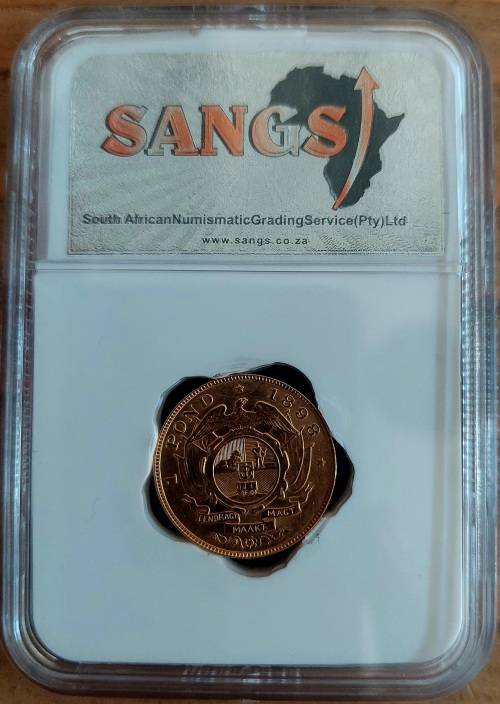 SANGS
South AfricanNumismaticGradingService(Pty)Ltd
www.sangs.co.za
1 POND ★ 1898 ★
EENDRAGT MAAKT MAGT